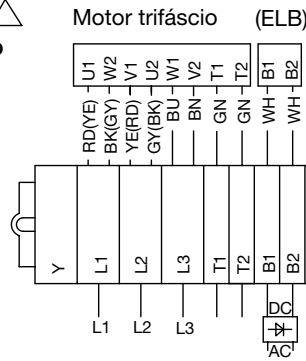 Motor trifáscio (ELB)
U1 W2 V1 U2 W1 V2 T1 T2 B1 B2
RD(YE) BK(GY) YE(RD) GY(BK) BU BN GN GN WH WH
Y L1 L2 L3 T1 T2 B1 B2
L1 L2 L3
DC
AC